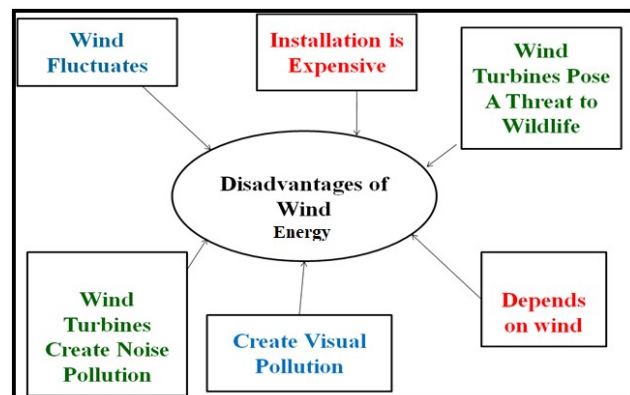 Wind
Fluctuates
Installation is
Expensive
Wind
Turbines Pose
A Threat to
Wildlife
Disadvantages of
Wind
Energy
Wind
Turbines
Create Noise
Pollution
Create Visual
Pollution
Depends
on wind